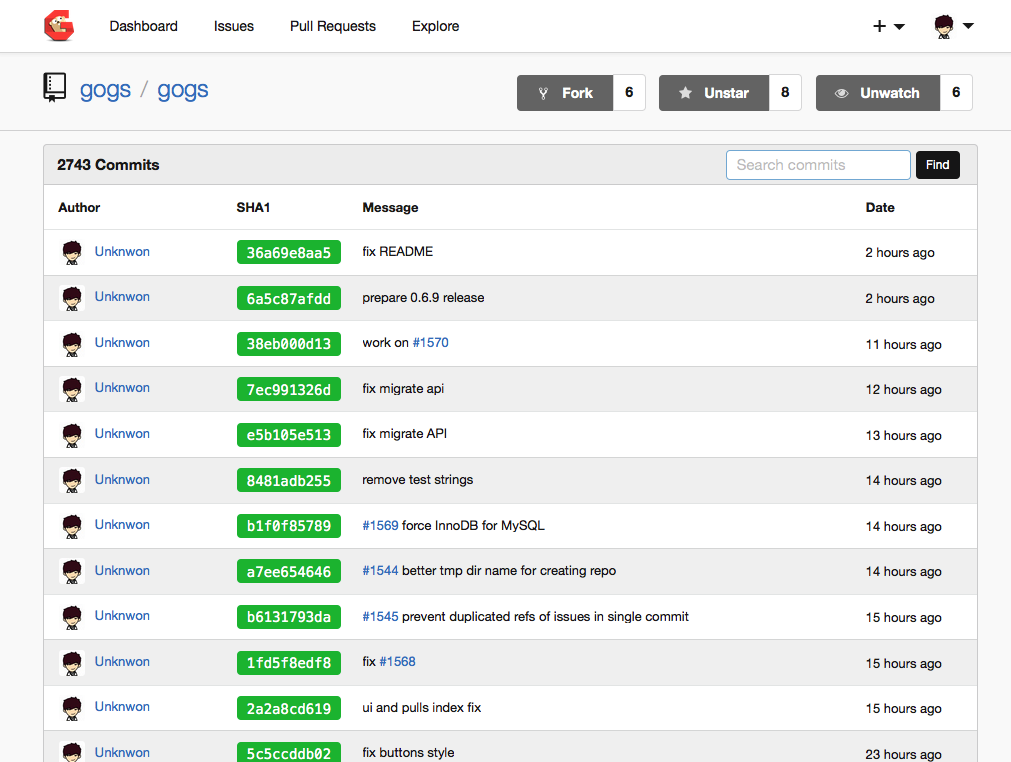 Dashboard Issues Pull Requests Explore +
gogs / gogs Fork 6 Unstar 8 Unwatch 6
2743 Commits Search commits Find
Author SHA1 Message Date
Unknwon 36a69e8aa5 fix README 2 hours ago
Unknwon 6a5c87afdd prepare 0.6.9 release 2 hours ago
Unknwon 38eb000d13 work on #1570 11 hours ago
Unknwon 7ec991326d fix migrate api 12 hours ago
Unknwon e5b105e513 fix migrate API 13 hours ago
Unknwon 8481adb255 remove test strings 14 hours ago
Unknwon b1f0f85789 #1569 force InnoDB for MySQL 14 hours ago
Unknwon a7ee654646 #1544 better tmp dir name for creating repo 14 hours ago
Unknwon b6131793da #1545 prevent duplicated refs of issues in single commit 15 hours ago
Unknwon 1fd5f8edf8 fix #1568 15 hours ago
Unknwon 2a2a8cd619 ui and pulls index fix 15 hours ago
Unknwon 5c5ccddb02 fix buttons style 23 hours ago